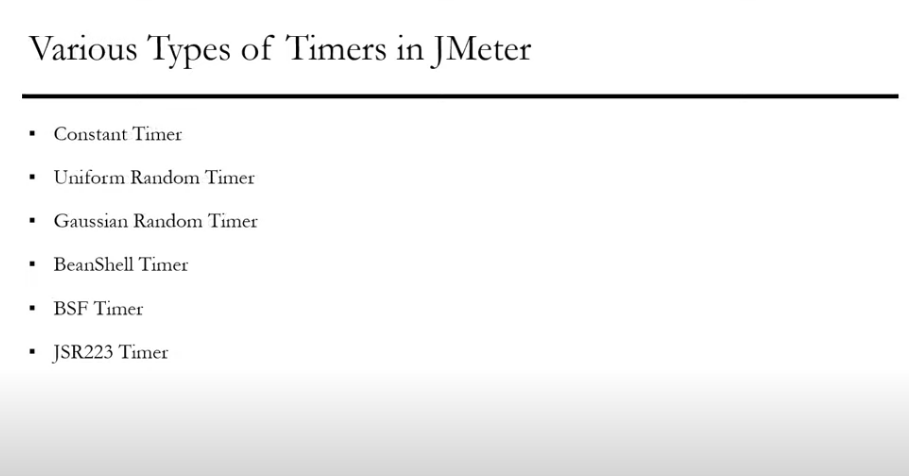 Various Types of Timers in JMeter
▪ Constant Timer
▪ Uniform Random Timer
▪ Gaussian Random Timer
▪ BeanShell Timer
▪ BSF Timer
▪ JSR223 Timer